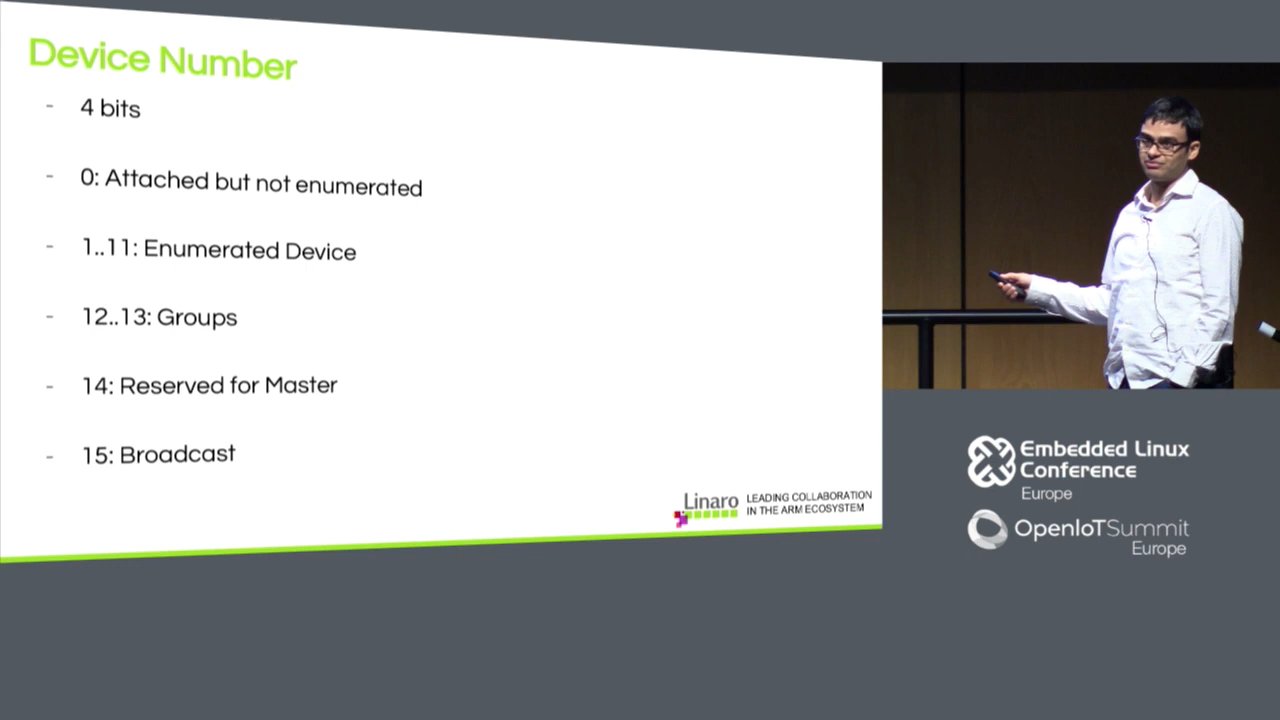 Device Number
- 4 bits
- 0: Attached but not enumerated
- 1..11: Enumerated Device
- 12..13: Groups
- 14: Reserved for Master
- 15: Broadcast
Linaro
LEADING COLLABORATION
IN THE ARM ECOSYSTEM
Embedded Linux
Conference
Europe
OpenIoTSummit
Europe